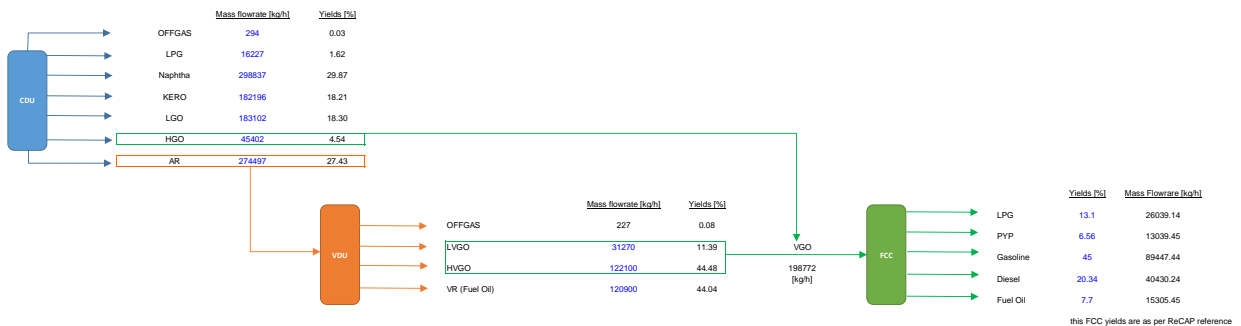 Mass flowrate [kg/h] Yields [%]
OFFGAS 294 0.03
LPG 16227 1.62
Naphtha 298837 29.87
CDU
KERO 182196 18.21
LGO 183102 18.30
HGO 45402 4.54
AR 274497 27.43
Mass flowrate [kg/h] Yields [%]
OFFGAS 227 0.08
LVGO 31270 11.39
VDU
HVGO 122100 44.48
VR (Fuel Oil) 120900 44.04
VGO
198772
[kg/h]
FCC
Yields [%] Mass Flowrare [kg/h]
LPG 13.1 26039.14
PYP 6.56 13039.45
Gasoline 45 89447.44
Diesel 20.34 40430.24
Fuel Oil 7.7 15305.45
this FCC yields are as per ReCAP reference